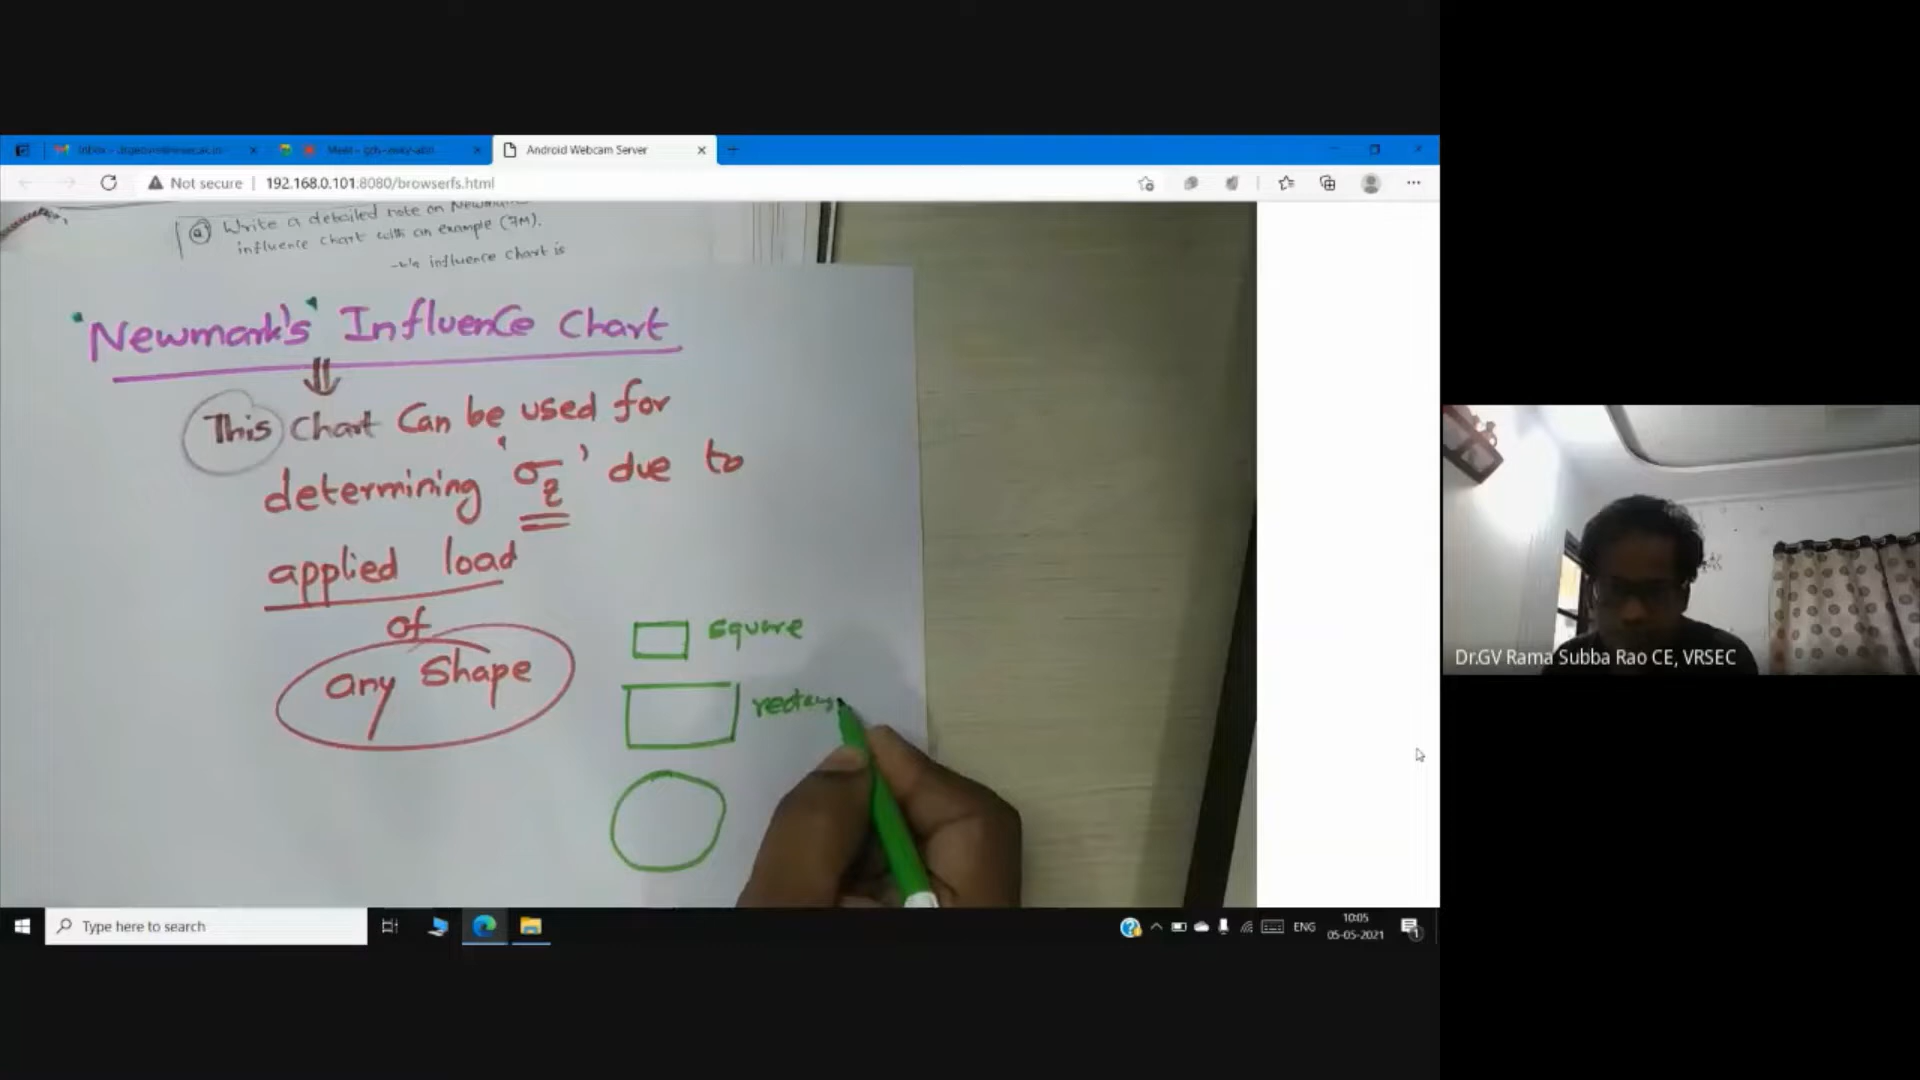 Android Webcam Server
Not secure | 192.168.0.101:8080/browserfs.html
Write a detailed note on
influence chart with an example (7M).
influence chart is
'Newmark's' Influence Chart
This Chart Can be used for
determining 'σz' due to
applied load
of
any Shape
square
rectang
Dr.GV Rama Subba Rao CE, VRSEC
Type here to search
ENG
10:05
05-05-2021
1